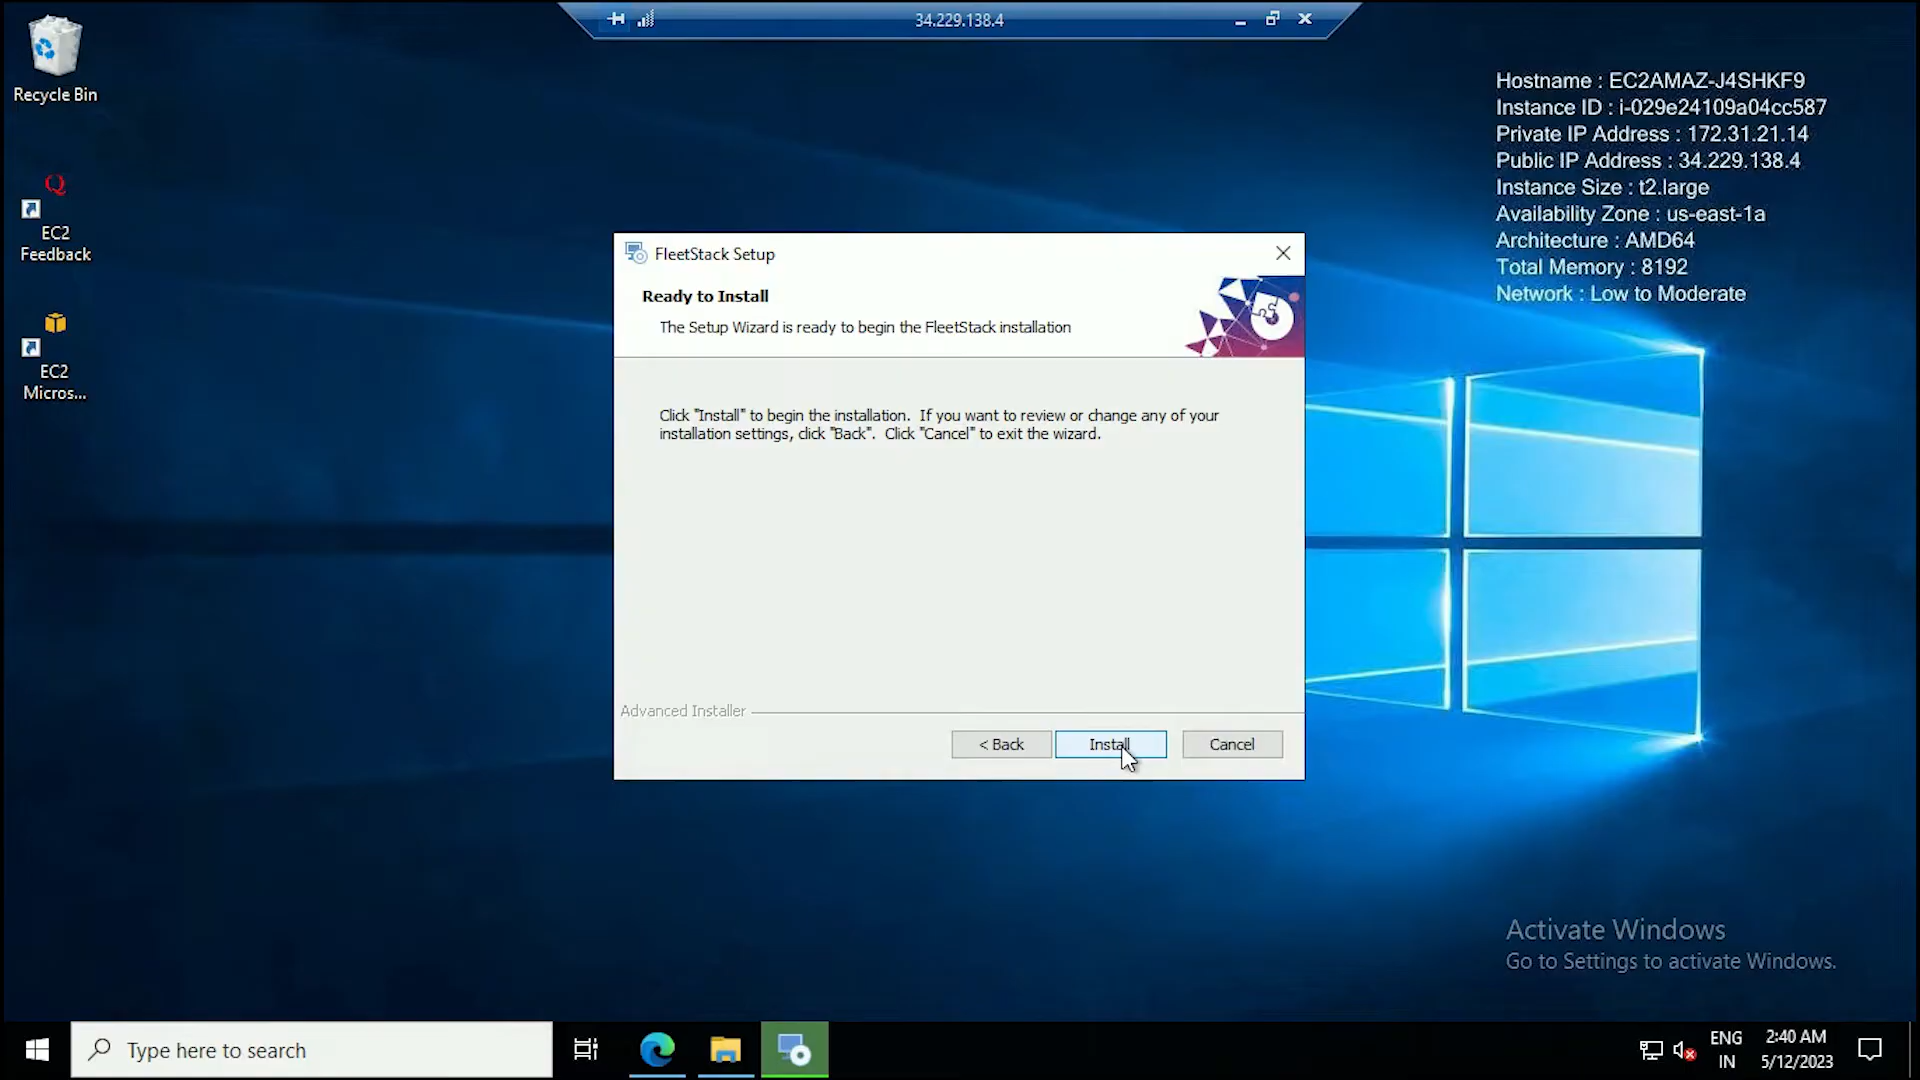 34.229.138.4
Recycle Bin
EC2
Feedback
EC2
Micros...
Hostname : EC2AMAZ-J4SHKF9
Instance ID : i-029e24109a04cc587
Private IP Address : 172.31.21.14
Public IP Address : 34.229.138.4
Instance Size : t2.large
Availability Zone : us-east-1a
Architecture : AMD64
Total Memory : 8192
Network : Low to Moderate
FleetStack Setup
Ready to Install
The Setup Wizard is ready to begin the FleetStack installation
Click "Install" to begin the installation.  If you want to review or change any of your
installation settings, click "Back".  Click "Cancel" to exit the wizard.
Advanced Installer
< Back
Install
Cancel
Activate Windows
Go to Settings to activate Windows.
Type here to search
ENG
IN
2:40 AM
5/12/2023